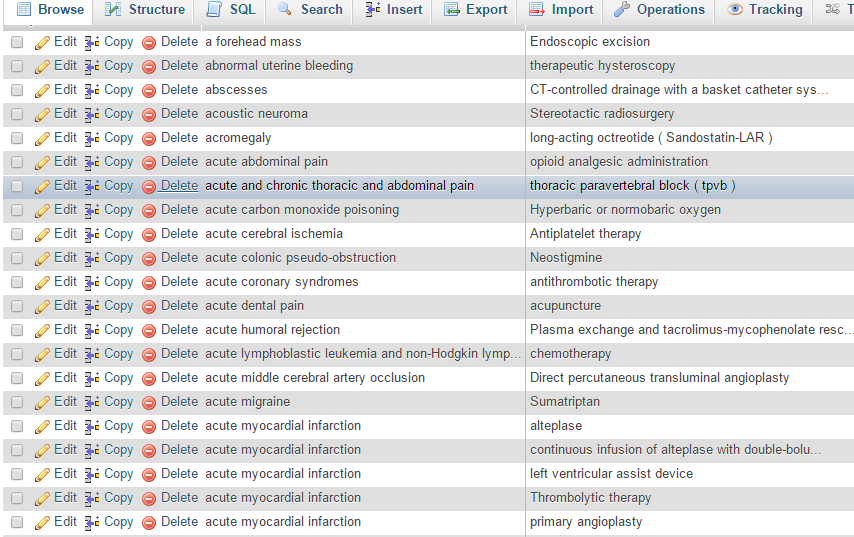 Browse Structure SQL Search Insert Export Import Operations Tracking T
Edit Copy Delete a forehead mass Endoscopic excision
Edit Copy Delete abnormal uterine bleeding therapeutic hysteroscopy
Edit Copy Delete abscesses CT-controlled drainage with a basket catheter sys...
Edit Copy Delete acoustic neuroma Stereotactic radiosurgery
Edit Copy Delete acromegaly long-acting octreotide ( Sandostatin-LAR )
Edit Copy Delete acute abdominal pain opioid analgesic administration
Edit Copy Delete acute and chronic thoracic and abdominal pain thoracic paravertebral block ( tpvb )
Edit Copy Delete acute carbon monoxide poisoning Hyperbaric or normobaric oxygen
Edit Copy Delete acute cerebral ischemia Antiplatelet therapy
Edit Copy Delete acute colonic pseudo-obstruction Neostigmine
Edit Copy Delete acute coronary syndromes antithrombotic therapy
Edit Copy Delete acute dental pain acupuncture
Edit Copy Delete acute humoral rejection Plasma exchange and tacrolimus-mycophenolate resc...
Edit Copy Delete acute lymphoblastic leukemia and non-Hodgkin lymp... chemotherapy
Edit Copy Delete acute middle cerebral artery occlusion Direct percutaneous transluminal angioplasty
Edit Copy Delete acute migraine Sumatriptan
Edit Copy Delete acute myocardial infarction alteplase
Edit Copy Delete acute myocardial infarction continuous infusion of alteplase with double-bolu...
Edit Copy Delete acute myocardial infarction left ventricular assist device
Edit Copy Delete acute myocardial infarction Thrombolytic therapy
Edit Copy Delete acute myocardial infarction primary angioplasty